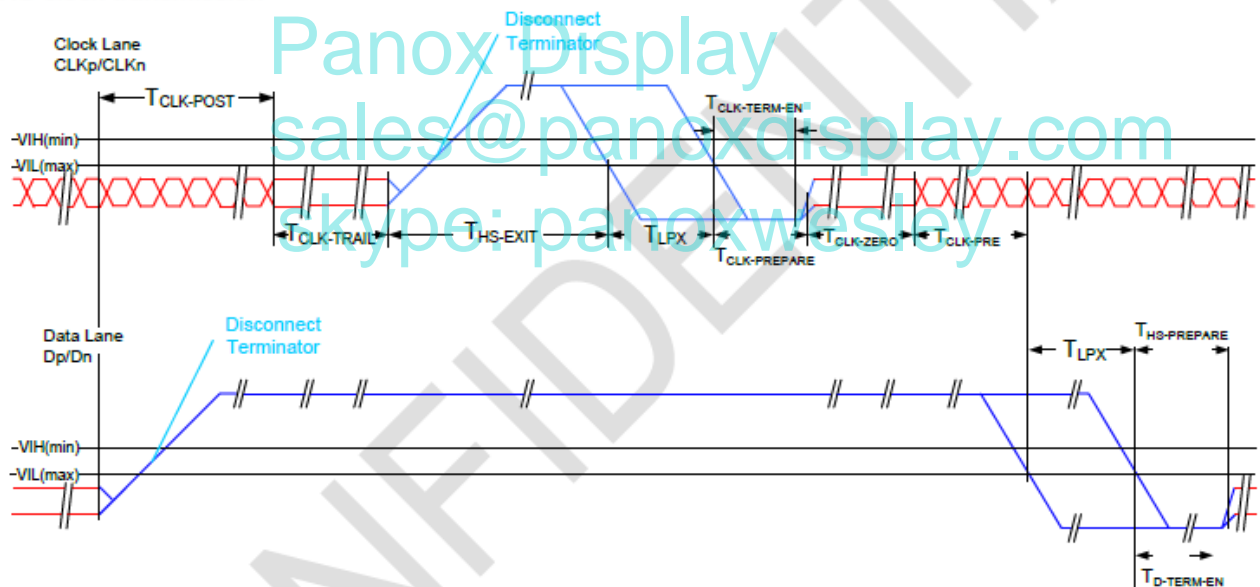 Panox Display
sales@panoxdisplay.com
skype: panoxwesley
Disconnect
Terminator
Clock Lane
CLKp/CLKn
TCLK-POST
TCLK-TERM-EN
VIH(min)
VIL(max)
TCLK-TRAIL
THS-EXIT
TLPX
TCLK-PREPARE
TCLK-ZERO
TCLK-PRE
Disconnect
Terminator
Data Lane
Dp/Dn
TLPX
THS-PREPARE
VIH(min)
VIL(max)
TD-TERM-EN
NFIDENTI